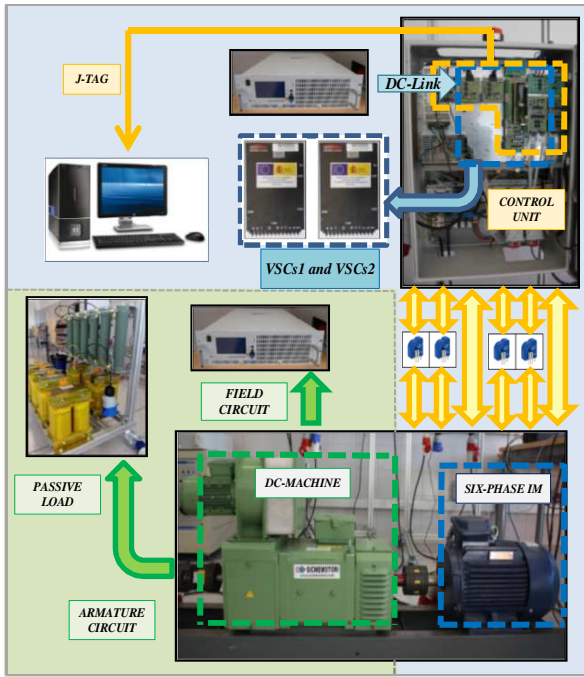 J-TAG
DC-Link
CONTROL
UNIT
VSCs1 and VSCs2
FIELD
CIRCUIT
PASSIVE
LOAD
DC-MACHINE
SIX-PHASE IM
ARMATURE
CIRCUIT